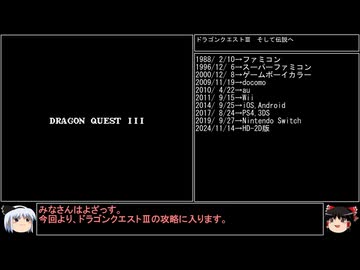 ドラゴンクエストⅢ そして伝説へ
1988/ 2/10→ファミコン
1996/12/ 6→スーパーファミコン
2000/12/ 8→ゲームボーイカラー
2009/11/19→docomo
2010/ 4/22→au
2011/ 9/15→Wii
2014/ 9/25→iOS,Android
2017/ 8/24→PS4,3DS
2019/ 9/27→Nintendo Switch
2024/11/14→HD-2D版
DRAGON QUEST III
みなさんはよざっす。
今回より、ドラゴンクエストⅢの攻略に入ります。